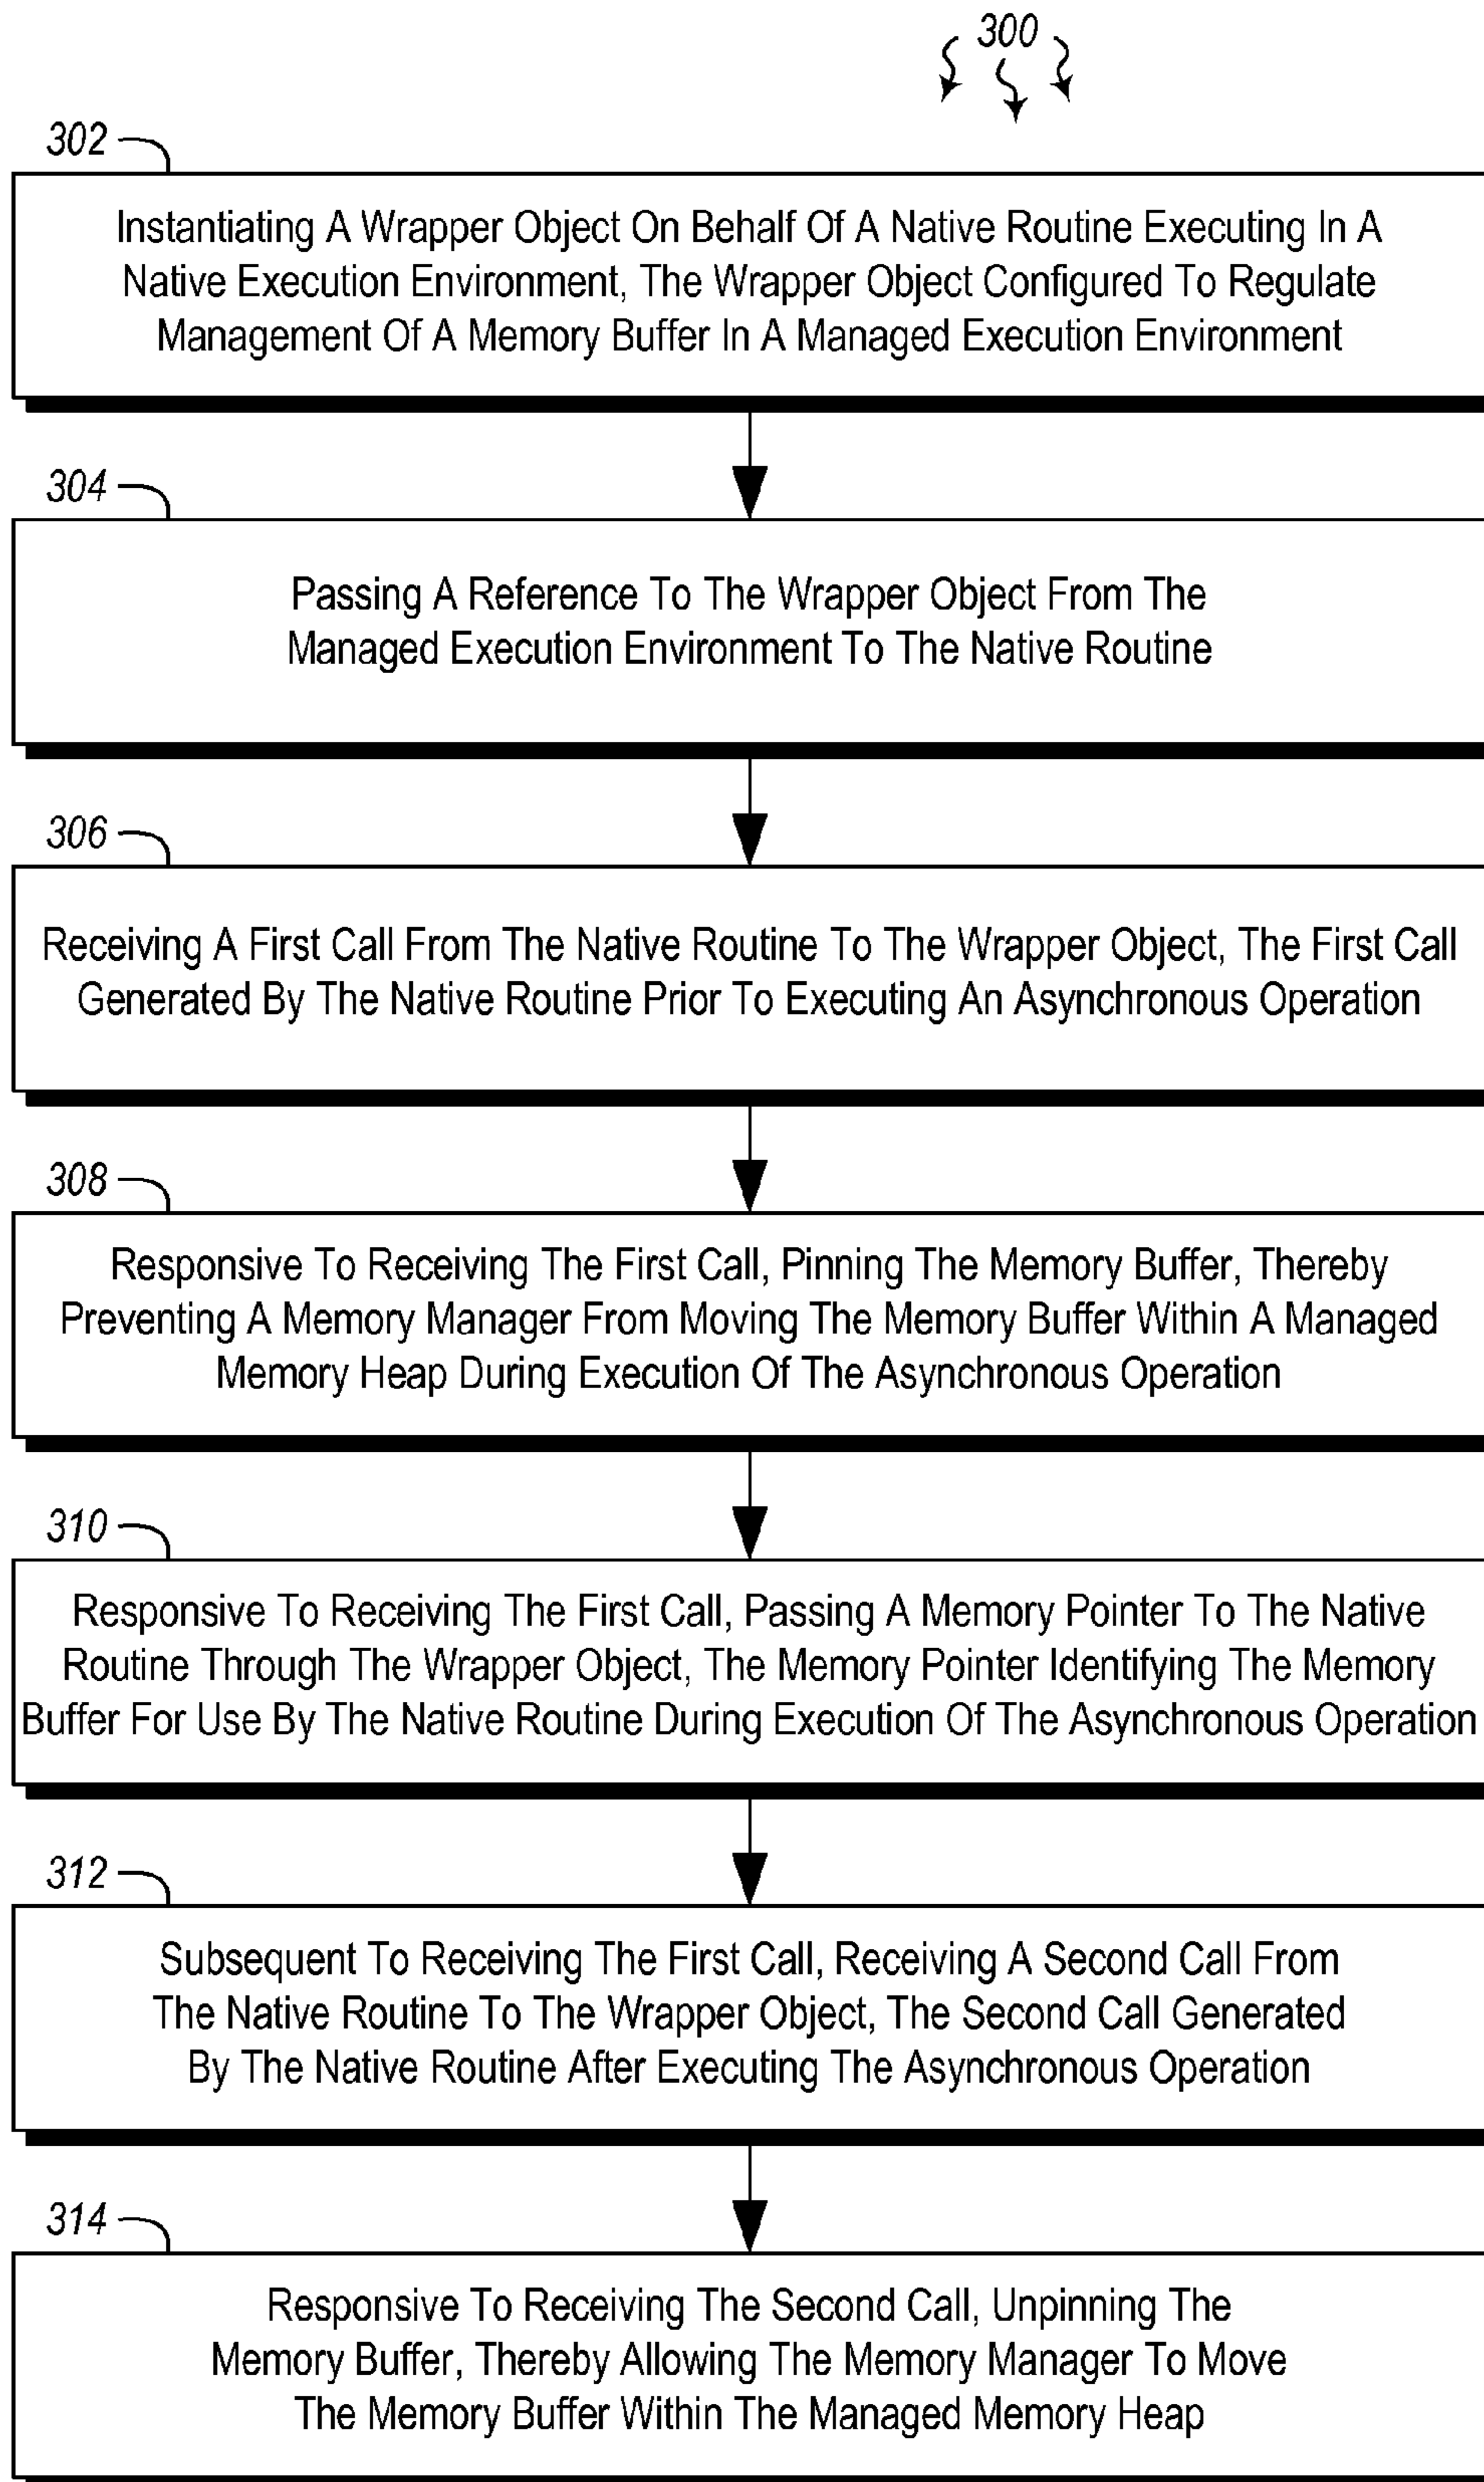 300
302
Instantiating A Wrapper Object On Behalf Of A Native Routine Executing In A
Native Execution Environment, The Wrapper Object Configured To Regulate
Management Of A Memory Buffer In A Managed Execution Environment
304
Passing A Reference To The Wrapper Object From The
Managed Execution Environment To The Native Routine
306
Receiving A First Call From The Native Routine To The Wrapper Object, The First Call
Generated By The Native Routine Prior To Executing An Asynchronous Operation
308
Responsive To Receiving The First Call, Pinning The Memory Buffer, Thereby
Preventing A Memory Manager From Moving The Memory Buffer Within A Managed
Memory Heap During Execution Of The Asynchronous Operation
310
Responsive To Receiving The First Call, Passing A Memory Pointer To The Native
Routine Through The Wrapper Object, The Memory Pointer Identifying The Memory
Buffer For Use By The Native Routine During Execution Of The Asynchronous Operation
312
Subsequent To Receiving The First Call, Receiving A Second Call From
The Native Routine To The Wrapper Object, The Second Call Generated
By The Native Routine After Executing The Asynchronous Operation
314
Responsive To Receiving The Second Call, Unpinning The
Memory Buffer, Thereby Allowing The Memory Manager To Move
The Memory Buffer Within The Managed Memory Heap